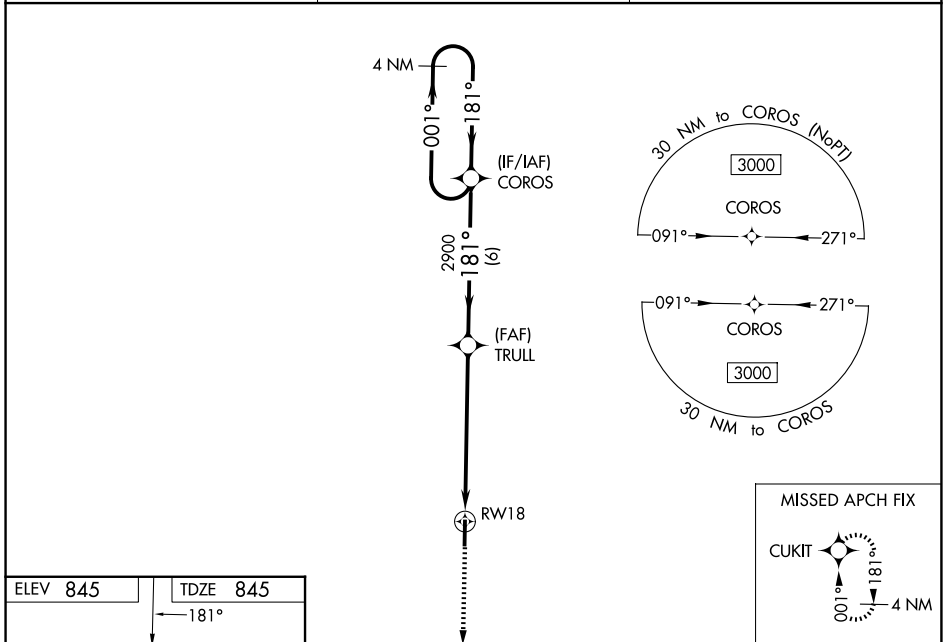 4 NM
001°
181°
(IF/IAF)
COROS
2900
181°
(6)
(FAF)
TRULL
RW18
30 NM to COROS (NoPT)
3000
COROS
091°
271°
091°
271°
COROS
3000
30 NM to COROS
MISSED APCH FIX
CUKIT
181°
001°
4 NM
ELEV 845
TDZE 845
181°